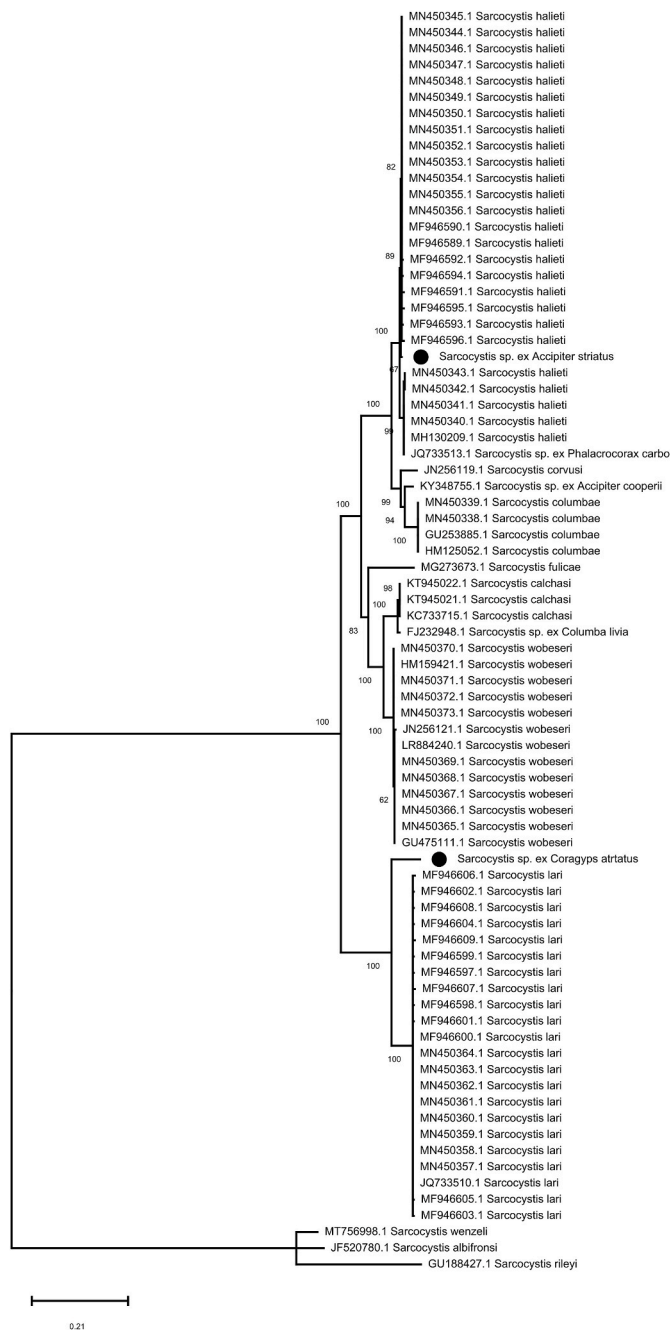 MN450345.1 Sarcocystis halieti
MN450344.1 Sarcocystis halieti
MN450346.1 Sarcocystis halieti
MN450347.1 Sarcocystis halieti
MN450348.1 Sarcocystis halieti
MN450349.1 Sarcocystis halieti
MN450350.1 Sarcocystis halieti
MN450351.1 Sarcocystis halieti
MN450352.1 Sarcocystis halieti
82
MN450353.1 Sarcocystis halieti
MN450354.1 Sarcocystis halieti
MN450355.1 Sarcocystis halieti
MN450356.1 Sarcocystis halieti
MF946590.1 Sarcocystis halieti
MF946589.1 Sarcocystis halieti
89
MF946592.1 Sarcocystis halieti
MF946594.1 Sarcocystis halieti
MF946591.1 Sarcocystis halieti
MF946595.1 Sarcocystis halieti
MF946593.1 Sarcocystis halieti
100
MF946596.1 Sarcocystis halieti
Sarcocystis sp. ex Accipiter striatus
67
MN450343.1 Sarcocystis halieti
MN450342.1 Sarcocystis halieti
100
MN450341.1 Sarcocystis halieti
MN450340.1 Sarcocystis halieti
99
MH130209.1 Sarcocystis halieti
JQ733513.1 Sarcocystis sp. ex Phalacrocorax carbo
JN256119.1 Sarcocystis corvusi
KY348755.1 Sarcocystis sp. ex Accipiter cooperii
99
MN450339.1 Sarcocystis columbae
100
94
MN450338.1 Sarcocystis columbae
GU253885.1 Sarcocystis columbae
100
HM125052.1 Sarcocystis columbae
MG273673.1 Sarcocystis fulicae
98
KT945022.1 Sarcocystis calchasi
100
KT945021.1 Sarcocystis calchasi
KC733715.1 Sarcocystis calchasi
83
FJ232948.1 Sarcocystis sp. ex Columba livia
MN450370.1 Sarcocystis wobeseri
HM159421.1 Sarcocystis wobeseri
100
MN450371.1 Sarcocystis wobeseri
MN450372.1 Sarcocystis wobeseri
MN450373.1 Sarcocystis wobeseri
100
100
JN256121.1 Sarcocystis wobeseri
LR884240.1 Sarcocystis wobeseri
MN450369.1 Sarcocystis wobeseri
MN450368.1 Sarcocystis wobeseri
MN450367.1 Sarcocystis wobeseri
62
MN450366.1 Sarcocystis wobeseri
MN450365.1 Sarcocystis wobeseri
GU475111.1 Sarcocystis wobeseri
Sarcocystis sp. ex Coragyps atrtatus
MF946606.1 Sarcocystis lari
MF946602.1 Sarcocystis lari
MF946608.1 Sarcocystis lari
MF946604.1 Sarcocystis lari
MF946609.1 Sarcocystis lari
MF946599.1 Sarcocystis lari
100
MF946597.1 Sarcocystis lari
MF946607.1 Sarcocystis lari
MF946598.1 Sarcocystis lari
MF946601.1 Sarcocystis lari
MF946600.1 Sarcocystis lari
100
MN450364.1 Sarcocystis lari
MN450363.1 Sarcocystis lari
MN450362.1 Sarcocystis lari
MN450361.1 Sarcocystis lari
MN450360.1 Sarcocystis lari
MN450359.1 Sarcocystis lari
MN450358.1 Sarcocystis lari
MN450357.1 Sarcocystis lari
JQ733510.1 Sarcocystis lari
MF946605.1 Sarcocystis lari
MF946603.1 Sarcocystis lari
MT756998.1 Sarcocystis wenzeli
JF520780.1 Sarcocystis albifronsi
GU188427.1 Sarcocystis rileyi
0.21